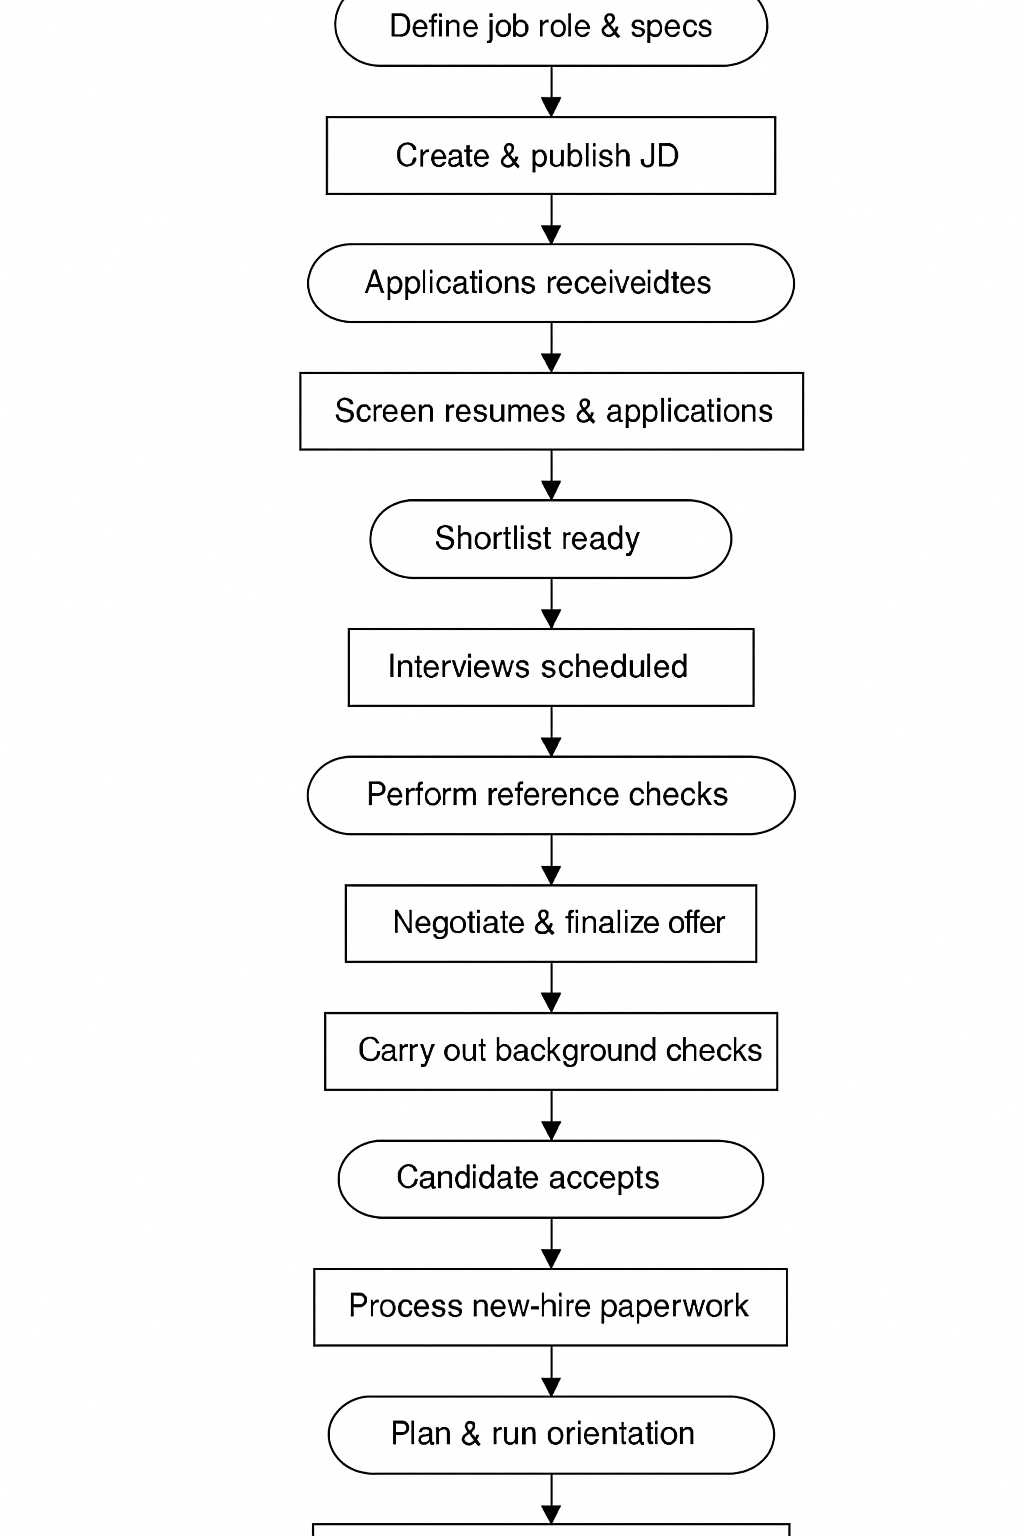 Define job role & specs
Create & publish JD
Applications receiveidtes
Screen resumes & applications
Shortlist ready
Interviews scheduled
Perform reference checks
Negotiate & finalize offer
Carry out background checks
Candidate accepts
Process new-hire paperwork
Plan & run orientation